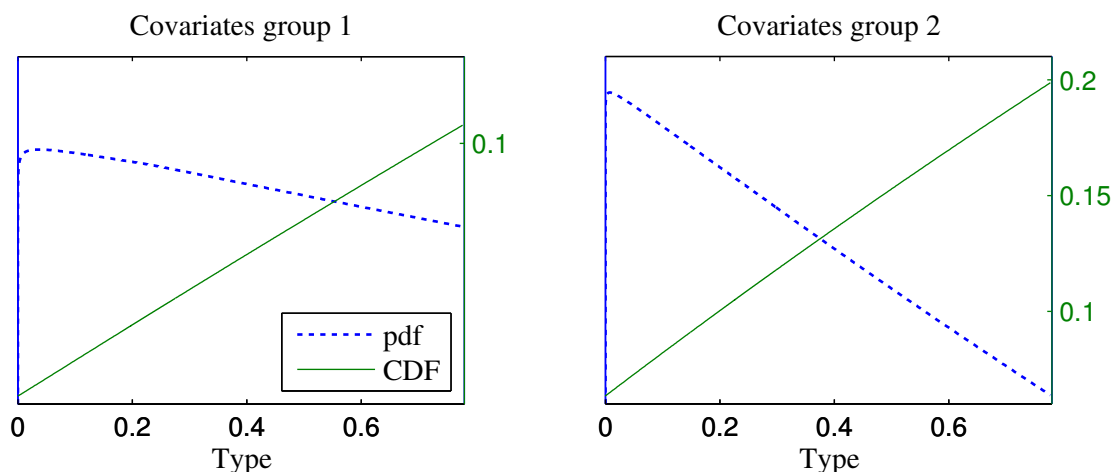 Covariates group 1
0.1
pdf
CDF
0 0.2 0.4 0.6
Type
Covariates group 2
0.2
0.15
0.1
0 0.2 0.4 0.6
Type